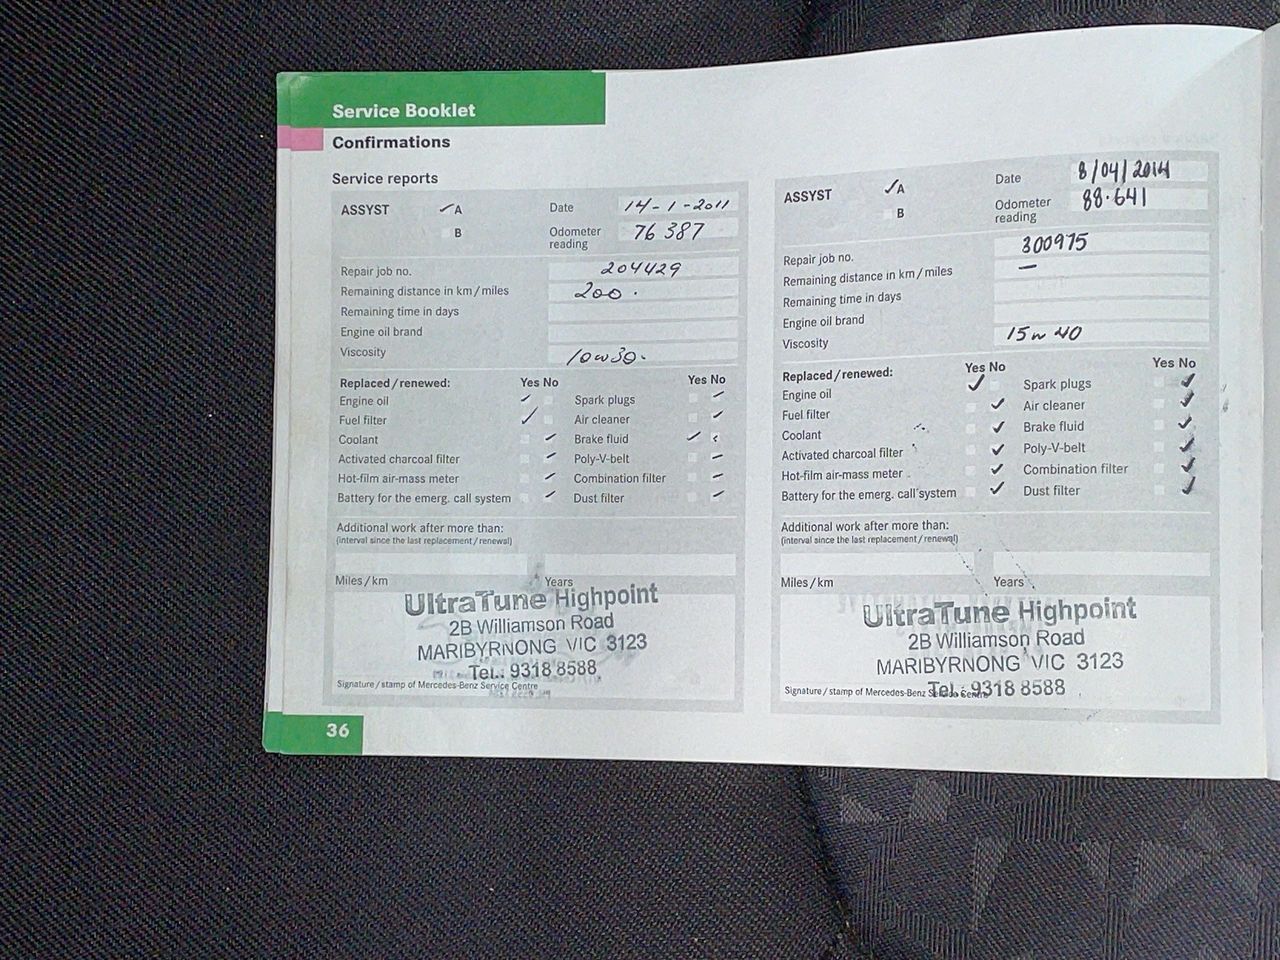 Service Booklet
Confirmations
Service reports
ASSYST ✓ A
B
Date 14-1-2011
Odometer reading 76 387
Repair job no. 204429
Remaining distance in km/miles 200.
Remaining time in days
Engine oil brand
Viscosity 10w30.
Replaced/renewed: Yes No Yes No
Engine oil ✓ Spark plugs ✓
Fuel filter ✓ Air cleaner ✓
Coolant ✓ Brake fluid ✓
Activated charcoal filter ✓ Poly-V-belt ✓
Hot-film air-mass meter ✓ Combination filter ✓
Battery for the emerg. call system ✓ Dust filter ✓
Additional work after more than:
(interval since the last replacement/renewal)
Miles/km Years
UltraTune Highpoint
2B Williamson Road
MARIBYRNONG VIC 3123
Tel.: 9318 8588
Signature/stamp of Mercedes-Benz Service Centre
36
ASSYST ✓ A
B
Date 8/04/2014
Odometer reading 88.641
Repair job no. 300975
Remaining distance in km/miles —
Remaining time in days
Engine oil brand
Viscosity 15w40
Replaced/renewed: Yes No Yes No
Engine oil ✓ Spark plugs ✓
Fuel filter ✓ Air cleaner ✓
Coolant ✓ Brake fluid ✓
Activated charcoal filter ✓ Poly-V-belt ✓
Hot-film air-mass meter ✓ Combination filter ✓
Battery for the emerg. call system ✓ Dust filter ✓
Additional work after more than:
(interval since the last replacement/renewal)
Miles/km Years
UltraTune Highpoint
2B Williamson Road
MARIBYRNONG VIC 3123
Tel.: 9318 8588
Signature/stamp of Mercedes-Benz Service Centre